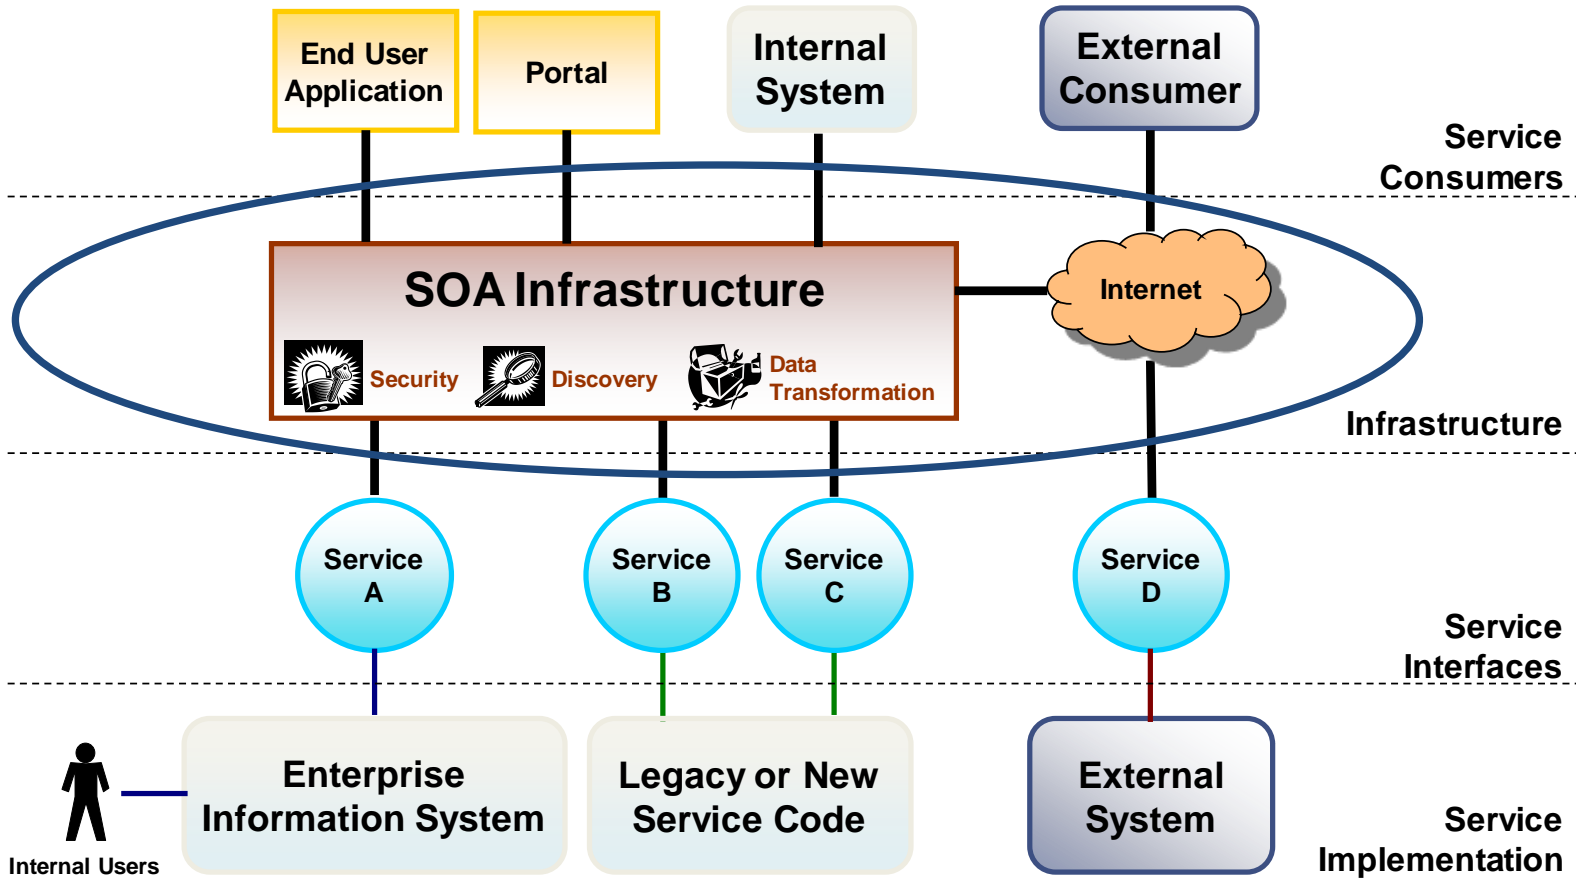 End User
Application
Portal
Internal
System
External
Consumer
Service
Consumers
SOA Infrastructure
Internet
Security
Discovery
Data
Transformation
Infrastructure
Service
A
Service
B
Service
C
Service
D
Service
Interfaces
Enterprise
Information System
Legacy or New
Service Code
External
System
Internal Users
Service
Implementation